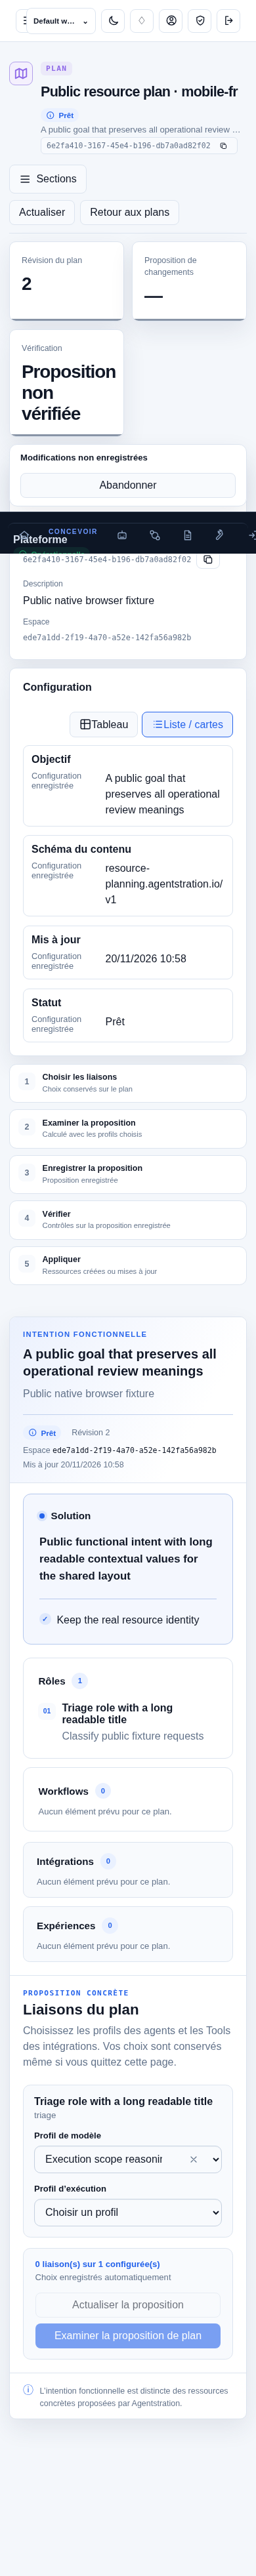 Default w...
PLAN
Public resource plan · mobile-fr
Prêt
A public goal that preserves all operational review ...
6e2fa410-3167-45e4-b196-db7a0ad82f02
Sections
Actualiser
Retour aux plans
Révision du plan
2
Proposition de
changements
—
Vérification
Proposition
non
vérifiée
Modifications non enregistrées
Abandonner
CONCEVOIR
Plateforme
6e2fa410-3167-45e4-b196-db7a0ad82f02
Description
Public native browser fixture
Espace
ede7a1dd-2f19-4a70-a52e-142fa56a982b
Configuration
Tableau
Liste / cartes
Objectif
Configuration
enregistrée
A public goal that
preserves all operational
review meanings
Schéma du contenu
Configuration
enregistrée
resource-
planning.agentstration.io/
v1
Mis à jour
Configuration
enregistrée
20/11/2026 10:58
Statut
Configuration
enregistrée
Prêt
1
Choisir les liaisons
Choix conservés sur le plan
2
Examiner la proposition
Calculé avec les profils choisis
3
Enregistrer la proposition
Proposition enregistrée
4
Vérifier
Contrôles sur la proposition enregistrée
5
Appliquer
Ressources créées ou mises à jour
INTENTION FONCTIONNELLE
A public goal that preserves all
operational review meanings
Public native browser fixture
Prêt
Révision 2
Espace ede7a1dd-2f19-4a70-a52e-142fa56a982b
Mis à jour 20/11/2026 10:58
Solution
Public functional intent with long
readable contextual values for
the shared layout
Keep the real resource identity
Rôles 1
01
Triage role with a long
readable title
Classify public fixture requests
Workflows 0
Aucun élément prévu pour ce plan.
Intégrations 0
Aucun élément prévu pour ce plan.
Expériences 0
Aucun élément prévu pour ce plan.
PROPOSITION CONCRÈTE
Liaisons du plan
Choisissez les profils des agents et les Tools
des intégrations. Vos choix sont conservés
même si vous quittez cette page.
Triage role with a long readable title
triage
Profil de modèle
Execution scope reasonir
Profil d'exécution
Choisir un profil
0 liaison(s) sur 1 configurée(s)
Choix enregistrés automatiquement
Actualiser la proposition
Examiner la proposition de plan
L'intention fonctionnelle est distincte des ressources
concrètes proposées par Agentstration.